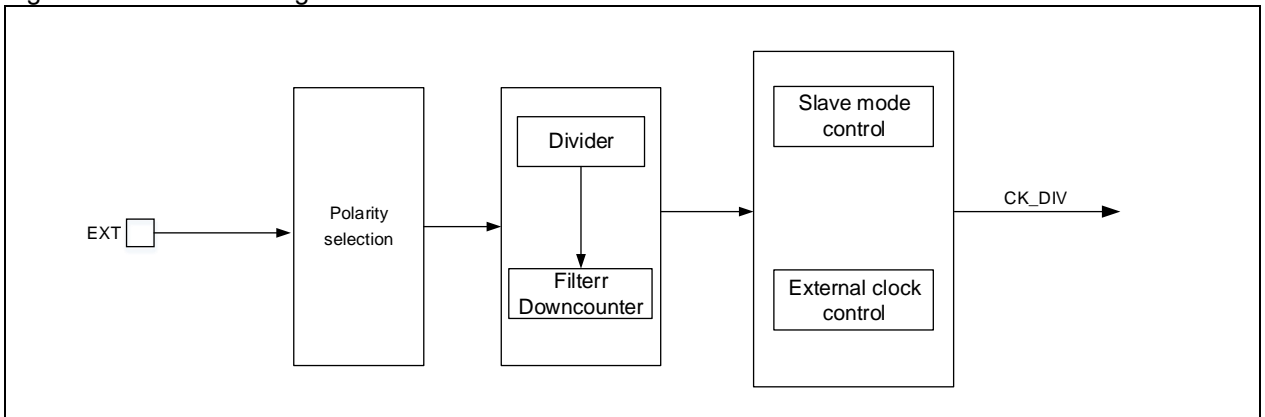 EXT
Polarity
selection
Divider
Filterr
Downcounter
Slave mode
control
External clock
control
CK_DIV